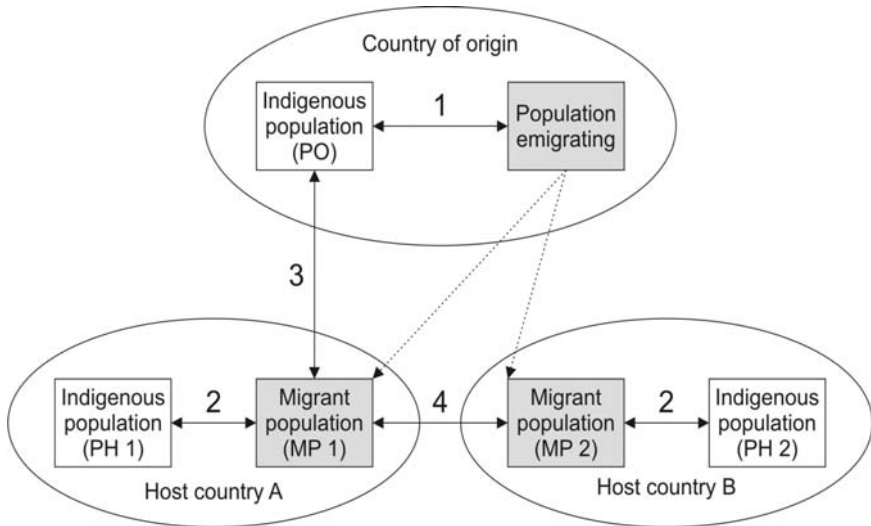 Country of origin
Indigenous
population
(PO)
1
Population
emigrating
3
Indigenous
population
(PH 1)
2
Migrant
population
(MP 1)
4
Migrant
population
(MP 2)
2
Indigenous
population
(PH 2)
Host country A
Host country B